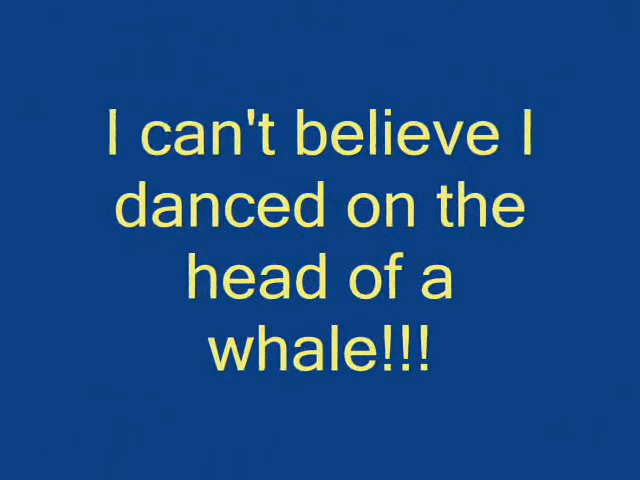 I can't believe I
danced on the
head of a
whale!!!